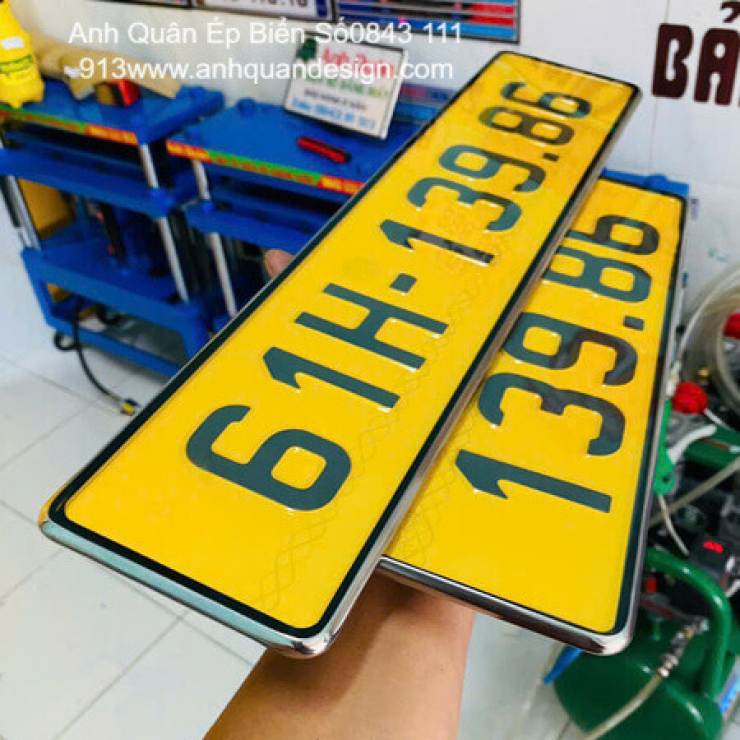 Anh Quân Ép Biển Số0843 111
913www.anhquandesign.com
BẢ
61H-139.86
139.86